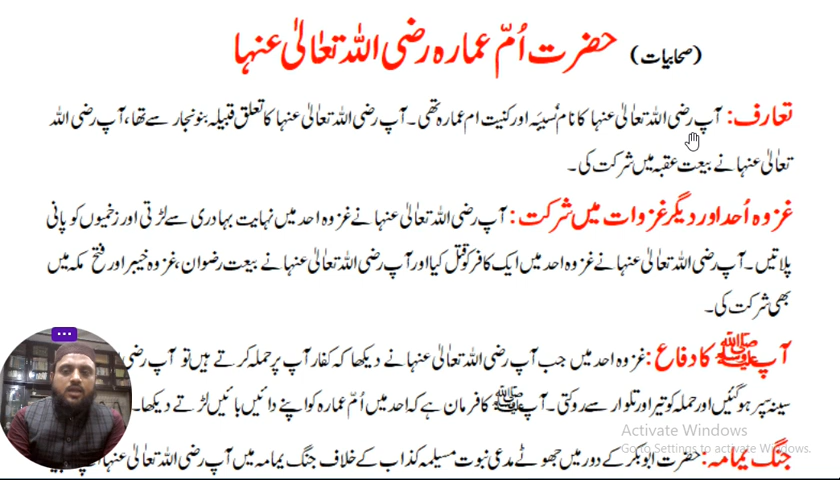 (صحابیات) حضرت اُمّ عمارہ رضی اللہ تعالیٰ عنہا
تعارف: آپ رضی اللہ تعالیٰ عنہا کا نام نُسیبَہ اور کنیت ام عمارہ تھی۔ آپ رضی اللہ تعالیٰ عنہا کا تعلق قبیلہ بنو نجار سے تھا، آپ رضی اللہ
تعالیٰ عنہا نے بیعت عقبہ میں شرکت کی۔
غزوہ اُحد اور دیگر غزوات میں شرکت: آپ رضی اللہ تعالیٰ عنہا نے غزوہ احد میں نہایت بہادری سے لڑتی اور زخمیوں کو پانی
پلاتیں۔ آپ رضی اللہ تعالیٰ عنہا نے غزوہ احد میں ایک کافر کو قتل کیا اور آپ رضی اللہ تعالیٰ عنہا نے بیعت رضوان، غزوہ خیبر اور فتح مکہ میں
بھی شرکت کی۔
آپ ﷺ کا دفاع: غزوہ احد میں جب آپ رضی اللہ تعالیٰ عنہا نے دیکھا کہ کفار آپ پر حملہ کرتے ہیں تو آپ رضی
سینہ سپر ہو گئیں اور حملہ کو تیر اور تلوار سے روکتی۔ آپ ﷺ کا فرمان ہے کہ احد میں اُمّ عمارہ کو اپنے دائیں بائیں لڑتے دیکھا۔
Activate Windows
Go to Settings to activate Windows.
جنگ یمامہ: حضرت ابو بکر کے دور میں جھوٹے مدعی نبوت مسیلمہ کذاب کے خلاف جنگ یمامہ میں آپ رضی اللہ تعالیٰ عنہا